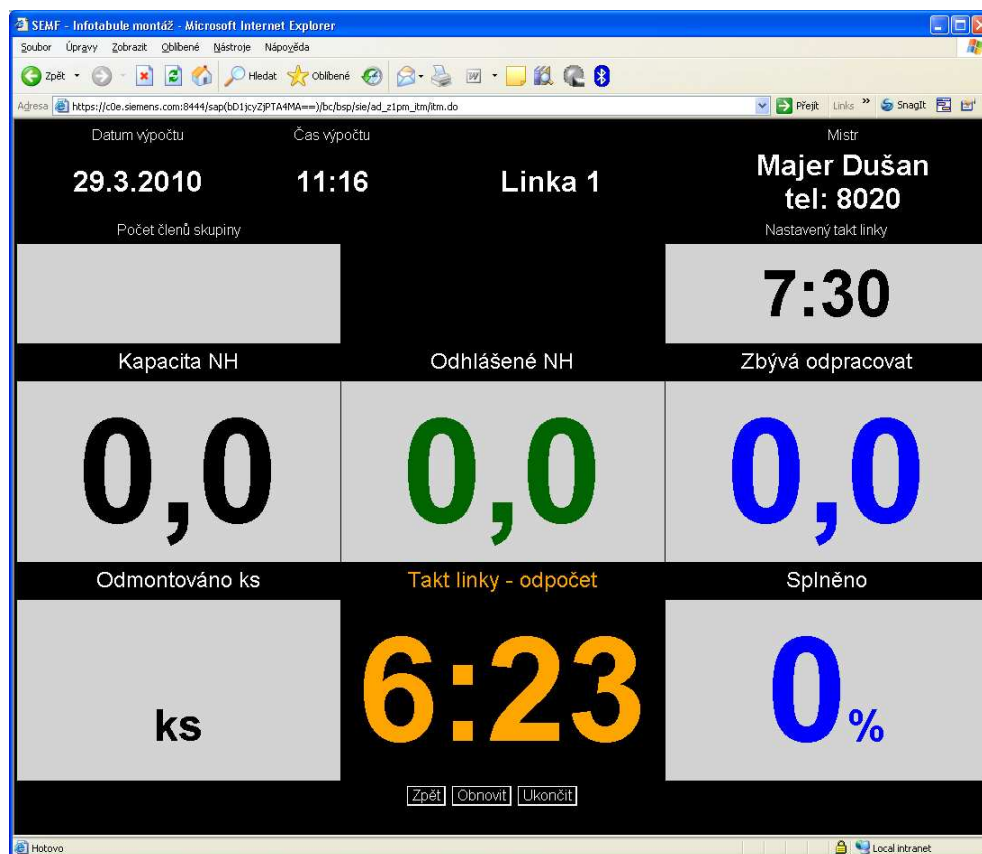 SEMF - Infotabule montáž - Microsoft Internet Explorer
Soubor Úpravy Zobrazit Oblíbené Nástroje Nápověda
Zpět Hledat Oblíbené
Adresa https://c0e.siemens.com:8444/sap(bD1jcyZjPTA4MA==)/bc/bsp/sie/ad_z1pm_itm/itm.do Přejít Links » SnagIt
Datum výpočtu Čas výpočtu Mistr
29.3.2010 11:16 Linka 1 Majer Dušan
tel: 8020
Počet členů skupiny Nastavený takt linky
7:30
Kapacita NH Odhlášené NH Zbývá odpracovat
0,0 0,0 0,0
Odmontováno ks Takt linky - odpočet Splněno
ks 6:23 0 %
Zpět Obnovit Ukončit
Hotovo Local intranet